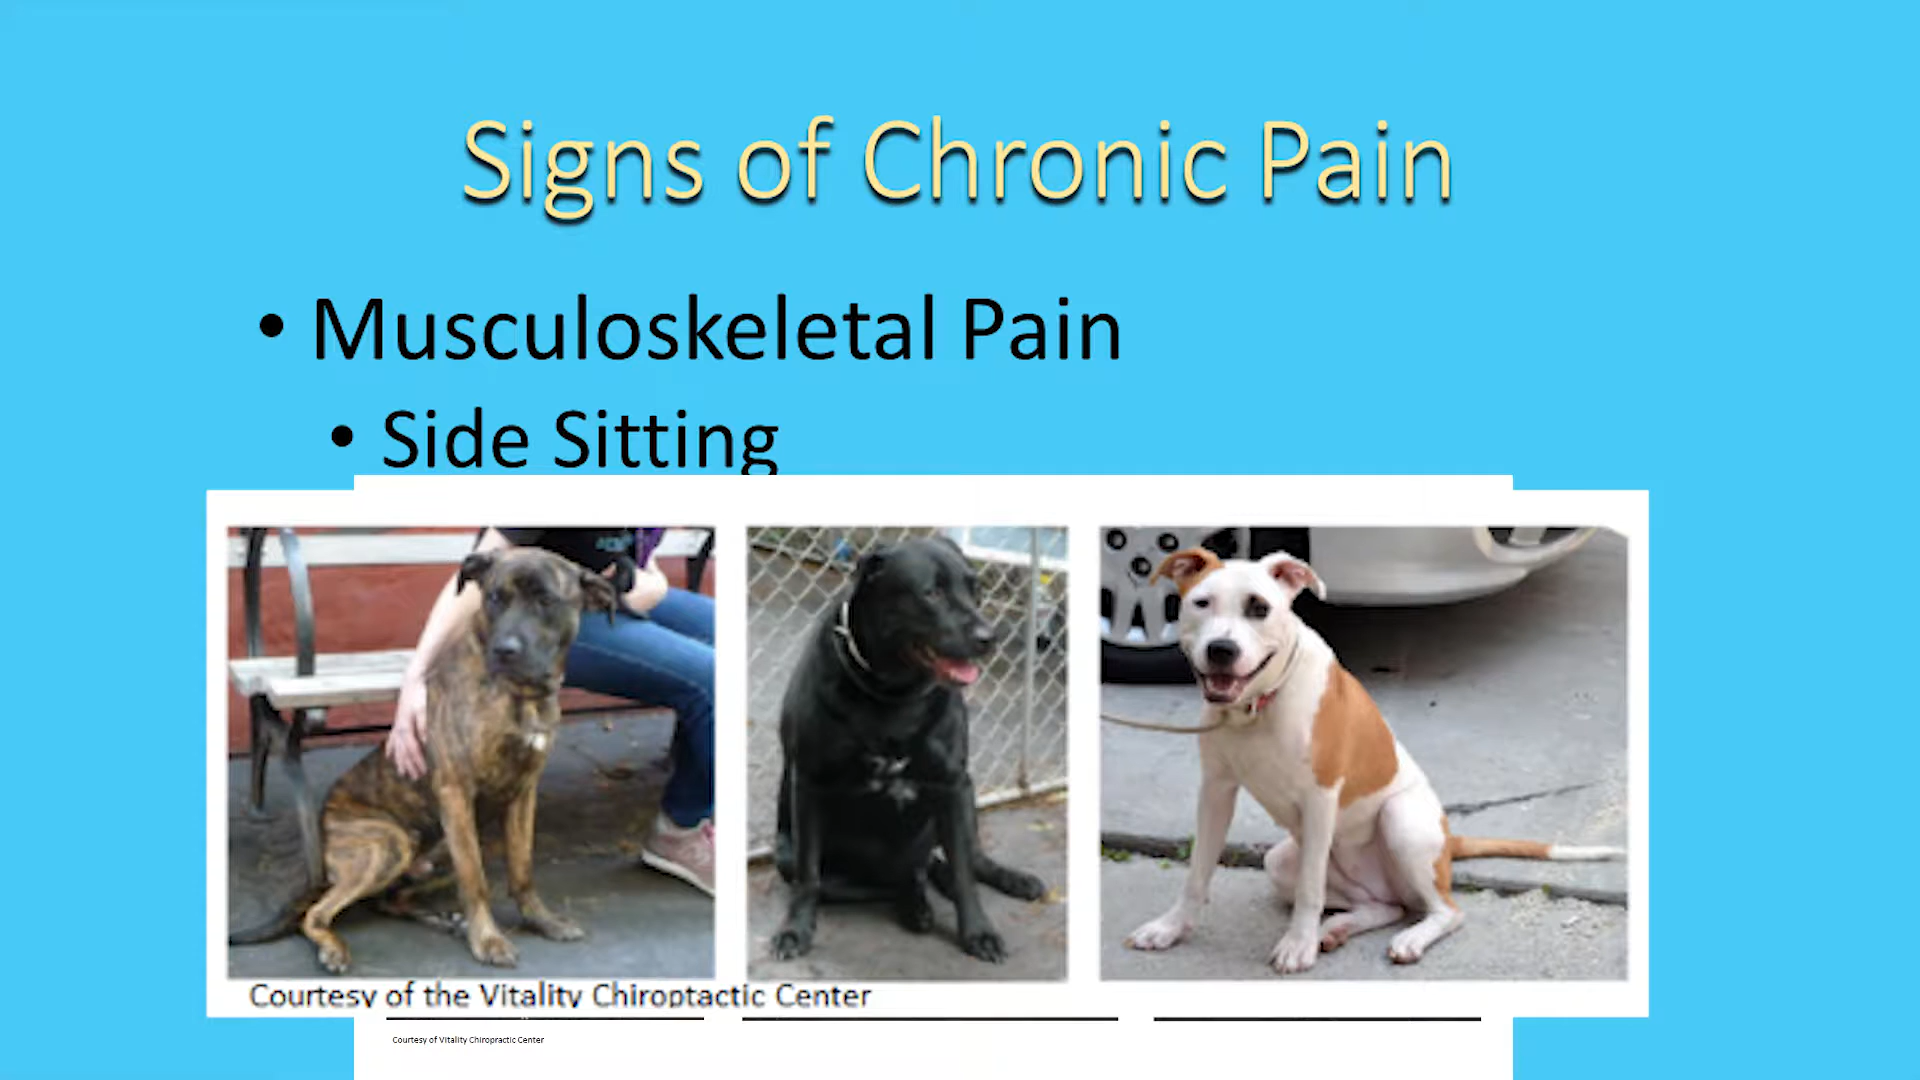 Signs of Chronic Pain
• Musculoskeletal Pain
• Side Sitting
Courtesy of the Vitality Chiroptactic Center
Courtesy of Vitality Chiropractic Center